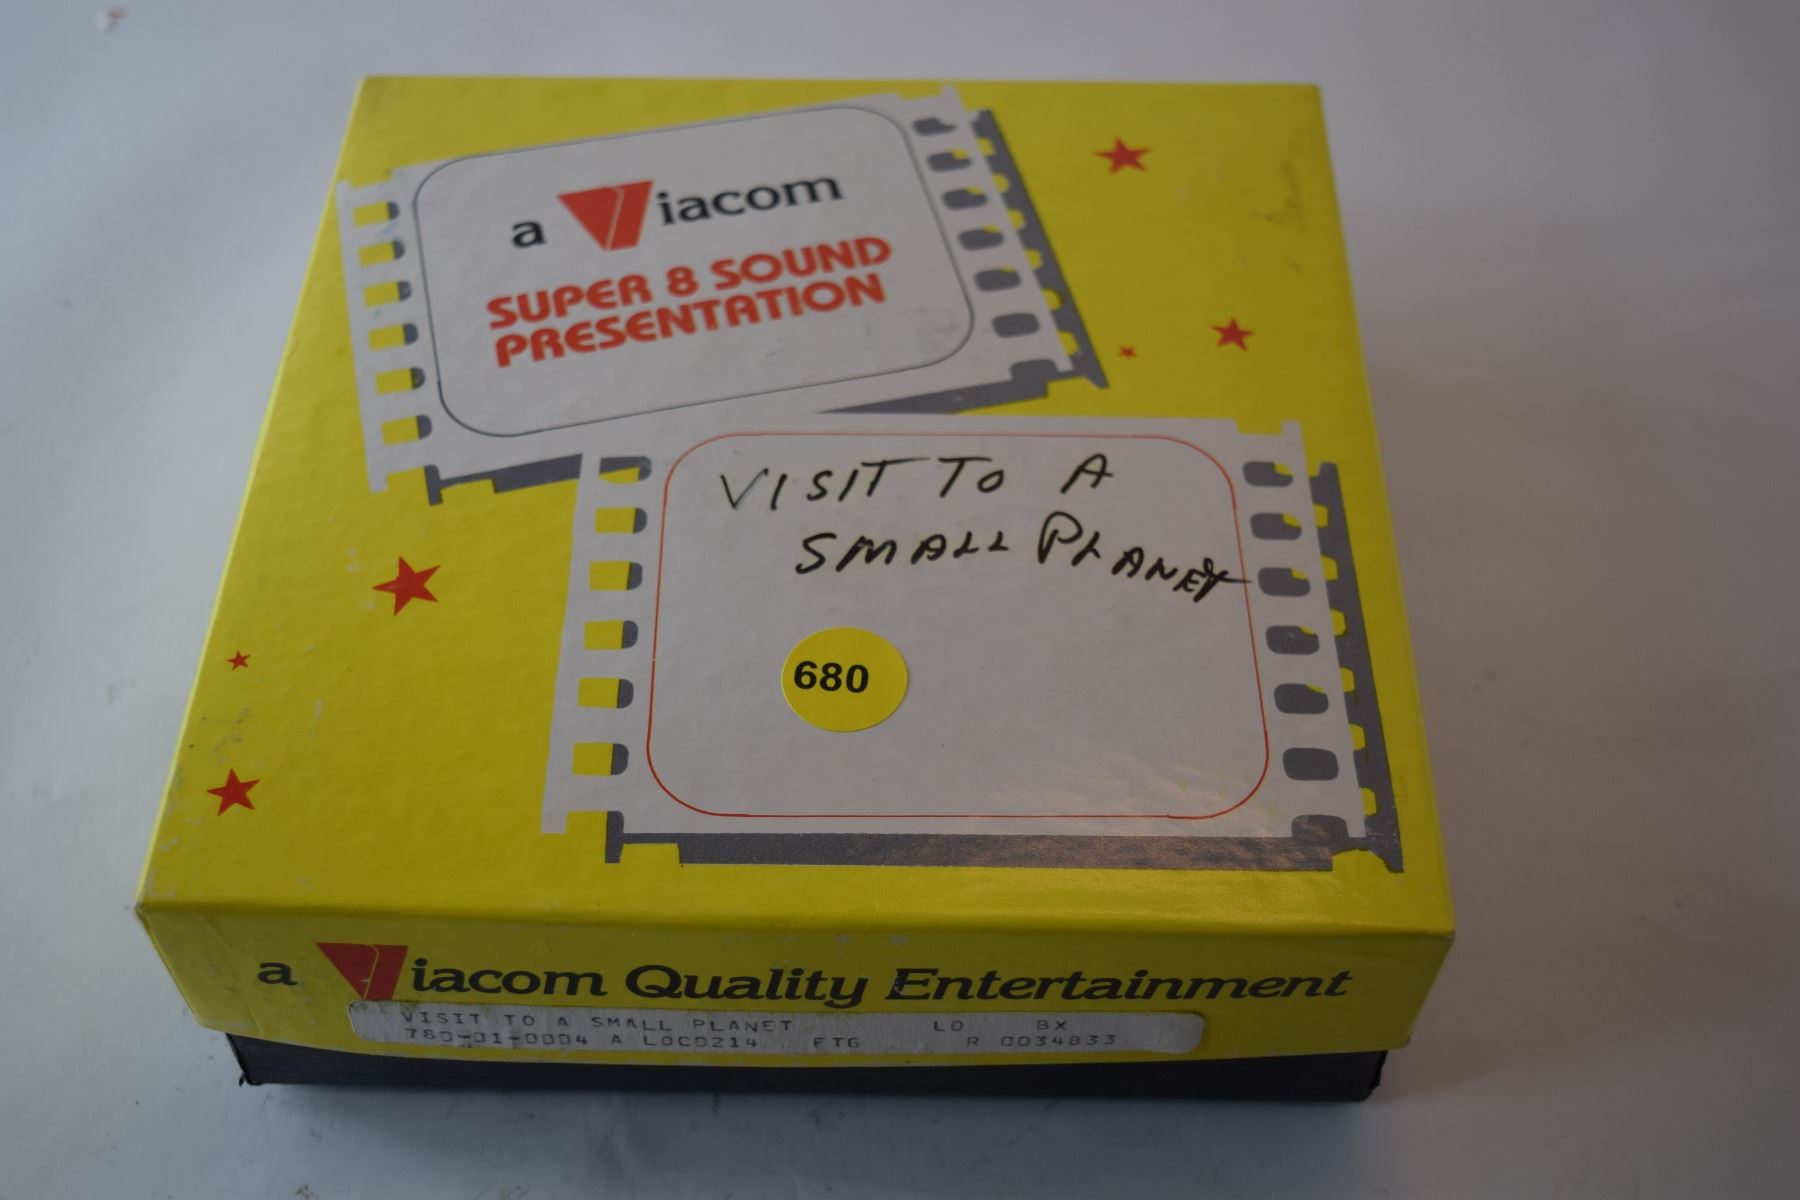 a Viacom
SUPER 8 SOUND
PRESENTATION
VISIT TO A
SMALL PLANET
680
a Viacom Quality Entertainment
VISIT TO A SMALL PLANET LD BX
780-01-0004 A LOC0214 FTG R 0034833